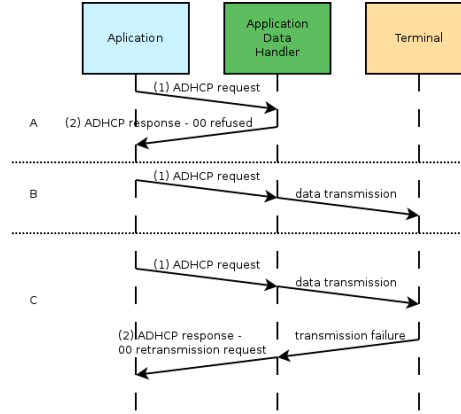 Aplication
Application
Data
Handler
Terminal
(1) ADHCP request
A
(2) ADHCP response - 00 refused
(1) ADHCP request
B
data transmission
(1) ADHCP request
data transmission
C
(2) ADHCP response -
00 retransmission request
transmission failure